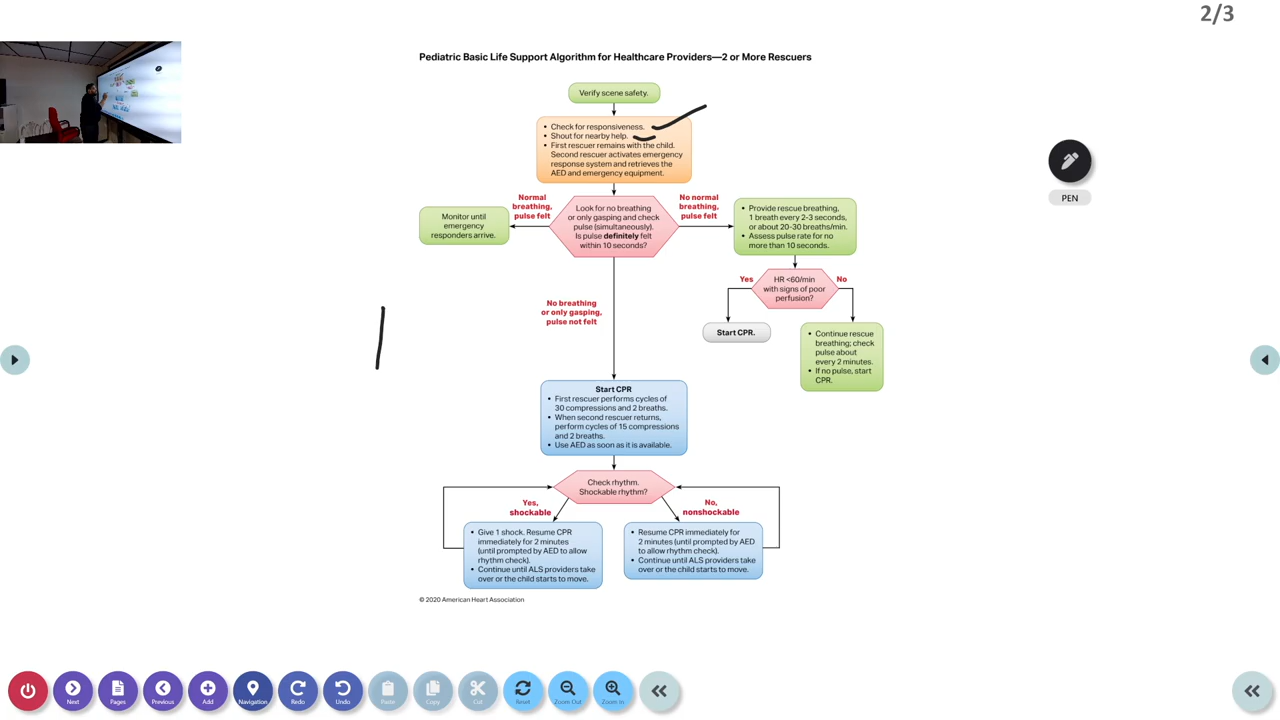 2/3
Pediatric Basic Life Support Algorithm for Healthcare Providers—2 or More Rescuers
Verify scene safety.
• Check for responsiveness.
• Shout for nearby help.
• First rescuer remains with the child.
Second rescuer activates emergency
response system and retrieves the
AED and emergency equipment.
Normal
breathing,
pulse felt
Look for no breathing
or only gasping and check
pulse (simultaneously).
Is pulse definitely felt
within 10 seconds?
No normal
breathing,
pulse felt
Monitor until
emergency
responders arrive.
• Provide rescue breathing,
1 breath every 2-3 seconds,
or about 20-30 breaths/min.
• Assess pulse rate for no
more than 10 seconds.
PEN
Yes
HR <60/min
with signs of poor
perfusion?
No
No breathing
or only gasping,
pulse not felt
Start CPR.
• Continue rescue
breathing; check
pulse about
every 2 minutes.
• If no pulse, start
CPR.
Start CPR
• First rescuer performs cycles of
30 compressions and 2 breaths.
• When second rescuer returns,
perform cycles of 15 compressions
and 2 breaths.
• Use AED as soon as it is available.
Check rhythm.
Shockable rhythm?
Yes,
shockable
No,
nonshockable
• Give 1 shock. Resume CPR
immediately for 2 minutes
(until prompted by AED to allow
rhythm check).
• Continue until ALS providers take
over or the child starts to move.
• Resume CPR immediately for
2 minutes (until prompted by AED
to allow rhythm check).
• Continue until ALS providers take
over or the child starts to move.
© 2020 American Heart Association
Next
Pages
Previous
Add
Navigation
Redo
Undo
Paste
Copy
Cut
Reset
Zoom Out
Zoom In